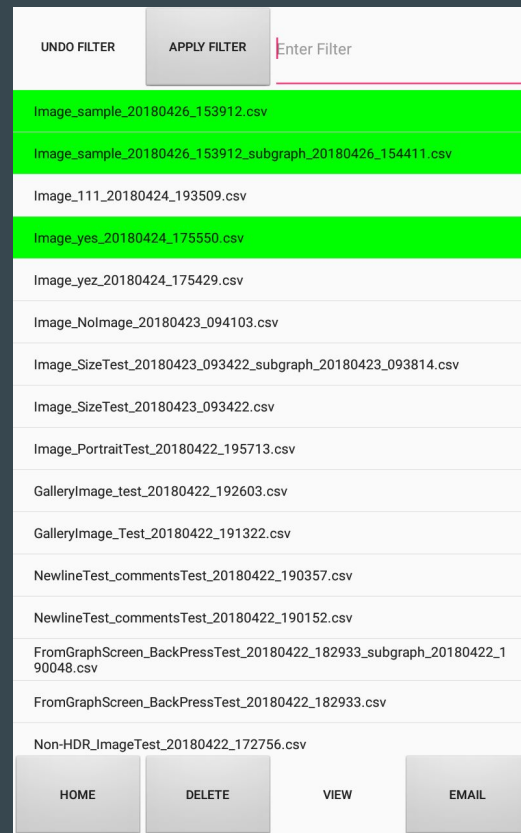 UNDO FILTER APPLY FILTER Enter Filter
Image_sample_20180426_153912.csv
Image_sample_20180426_153912_subgraph_20180426_154411.csv
Image_111_20180424_193509.csv
Image_yes_20180424_175550.csv
Image_yez_20180424_175429.csv
Image_NoImage_20180423_094103.csv
Image_SizeTest_20180423_093422_subgraph_20180423_093814.csv
Image_SizeTest_20180423_093422.csv
Image_PortraitTest_20180422_195713.csv
GalleryImage_test_20180422_192603.csv
GalleryImage_Test_20180422_191322.csv
NewlineTest_commentsTest_20180422_190357.csv
NewlineTest_commentsTest_20180422_190152.csv
FromGraphScreen_BackPressTest_20180422_182933_subgraph_20180422_1
90048.csv
FromGraphScreen_BackPressTest_20180422_182933.csv
Non-HDR_ImageTest_20180422_172756.csv
HOME DELETE VIEW EMAIL